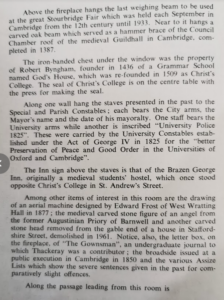 Above the fireplace hangs the last weighing beam to be used
at the great Stourbridge Fair which was held each September at
Cambridge from the 12th century until 1933. Near to it hangs a
carved oak beam which served as a hammer brace of the Council
Chamber roof of the medieval Guildhall in Cambridge, com-
pleted in 1387.
The iron-bounded chest under the window was the property
of Robert Byngham, founder in 1436 of a Grammar School
named God's House, which was re-founded in 1509 as Christ's
College. The seal of Christ's College is on the centre table with
the press for making the seal.
Along one wall hang the staves presented in the past to the
Special and Parish Constables; each bears the City arms, the
Mayor's name and date of his mayoralty. One staff bears the
University arms while another is inscribed "University Police
1825". These were carried by the University Constables estab-
lished under the Act of George IV in 1825 for the "better
Preservation of Peace and Good Order in the Universities of
Oxford and Cambridge".
The Inn sign above the staves is that of the Brazen George
Inn, originally a medieval students' hostel, which once stood
opposite Christ's College in St. Andrew's Street.
Among other items of interest in this room are the drawing
of an aerial machine designed by Edward Frost of West Wratting
Hall in 1877; the medieval carved stone figure of an angel from
the former Augustinian Priory of Barnwell and another carved
stone head removed from the gable end of a house in Stafford-
shire Street, demolished in 1961. Notice, also, the letter box, on
the fireplace, of "The Gownsman", an undergraduate journal to
which Thackeray was a contributor; the broadside issued at a
public execution in Cambridge in 1850 and the various Assize
Lists which show the severe sentences given in the past for com-
paratively slight offences.
Along the passage leading from this room is